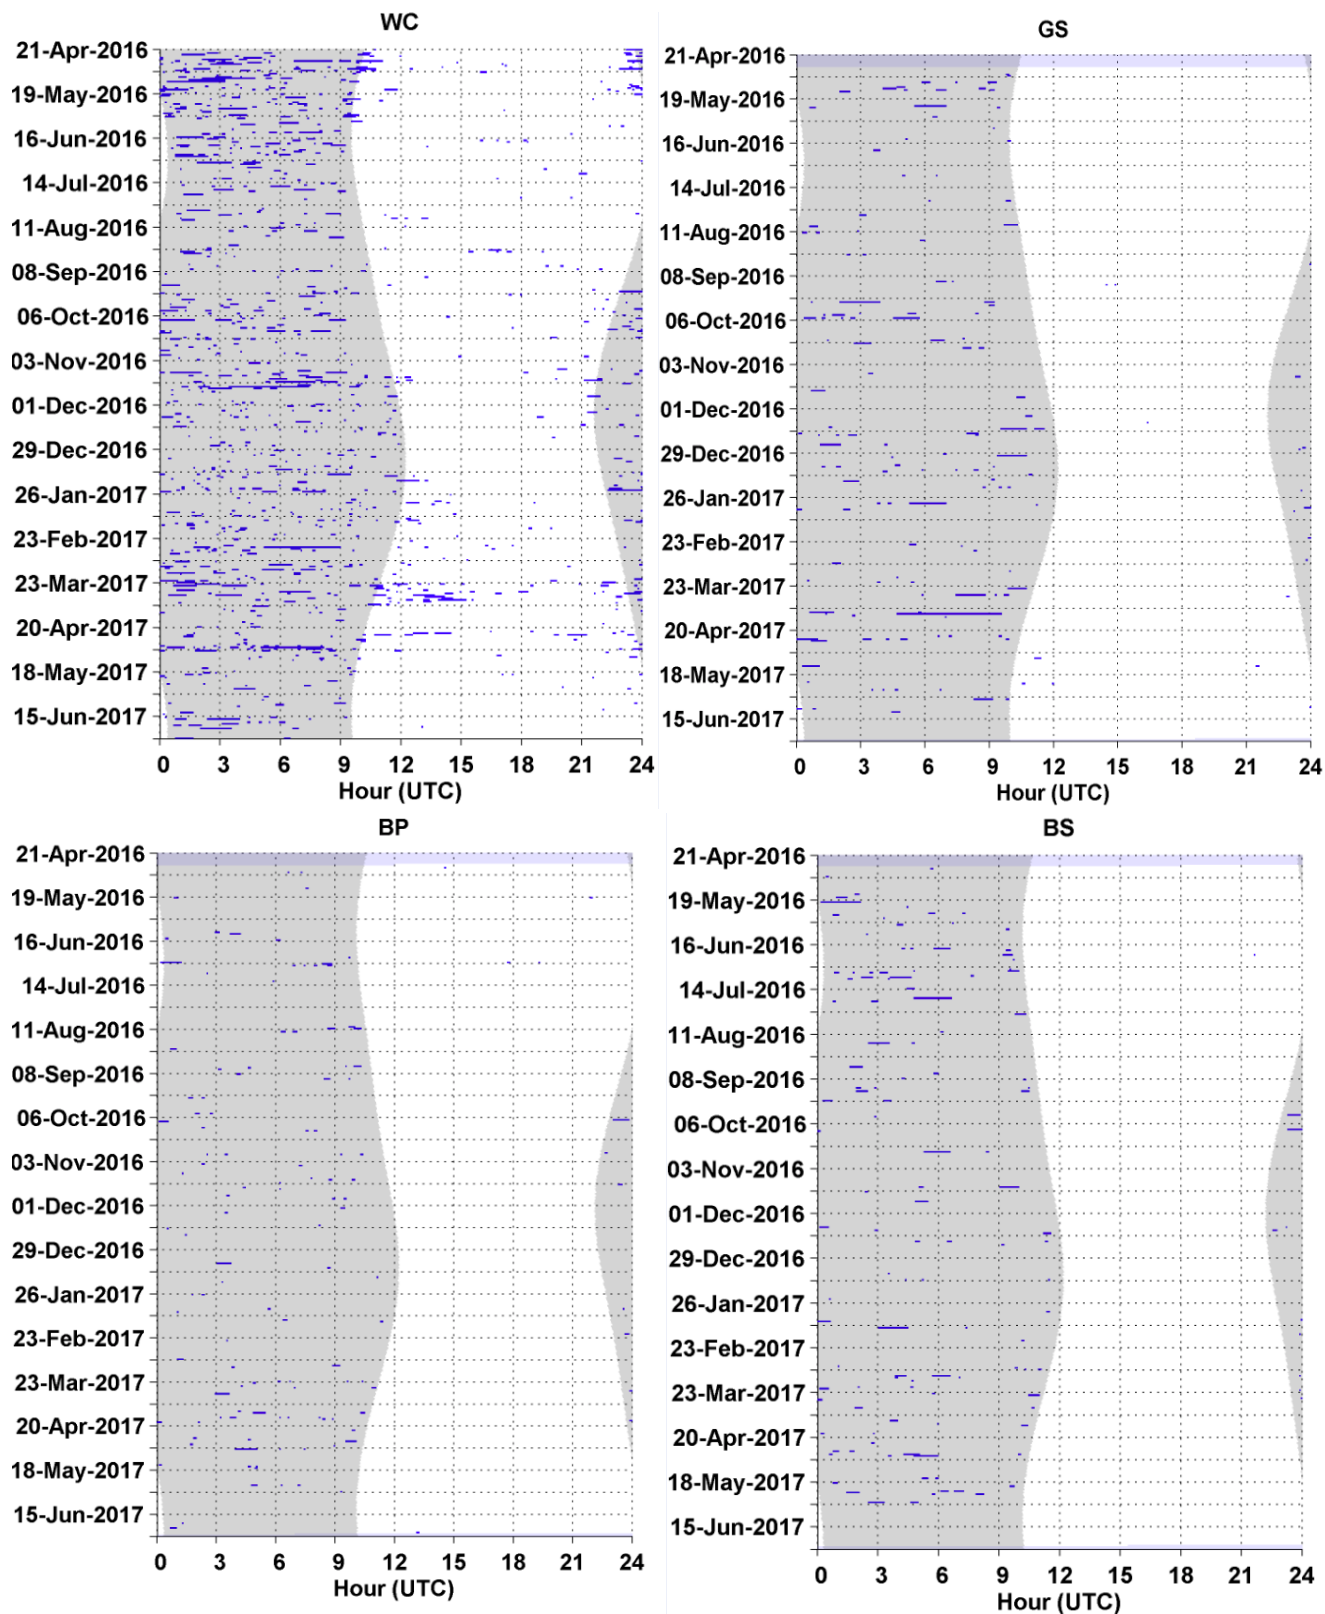 WC
21-Apr-2016
19-May-2016
16-Jun-2016
14-Jul-2016
11-Aug-2016
08-Sep-2016
06-Oct-2016
03-Nov-2016
01-Dec-2016
29-Dec-2016
26-Jan-2017
23-Feb-2017
23-Mar-2017
20-Apr-2017
18-May-2017
15-Jun-2017
0 3 6 9 12 15 18 21 24
Hour (UTC)
GS
21-Apr-2016
19-May-2016
16-Jun-2016
14-Jul-2016
11-Aug-2016
08-Sep-2016
06-Oct-2016
03-Nov-2016
01-Dec-2016
29-Dec-2016
26-Jan-2017
23-Feb-2017
23-Mar-2017
20-Apr-2017
18-May-2017
15-Jun-2017
0 3 6 9 12 15 18 21 24
Hour (UTC)
BP
21-Apr-2016
19-May-2016
16-Jun-2016
14-Jul-2016
11-Aug-2016
08-Sep-2016
06-Oct-2016
03-Nov-2016
01-Dec-2016
29-Dec-2016
26-Jan-2017
23-Feb-2017
23-Mar-2017
20-Apr-2017
18-May-2017
15-Jun-2017
0 3 6 9 12 15 18 21 24
Hour (UTC)
BS
21-Apr-2016
19-May-2016
16-Jun-2016
14-Jul-2016
11-Aug-2016
08-Sep-2016
06-Oct-2016
03-Nov-2016
01-Dec-2016
29-Dec-2016
26-Jan-2017
23-Feb-2017
23-Mar-2017
20-Apr-2017
18-May-2017
15-Jun-2017
0 3 6 9 12 15 18 21 24
Hour (UTC)